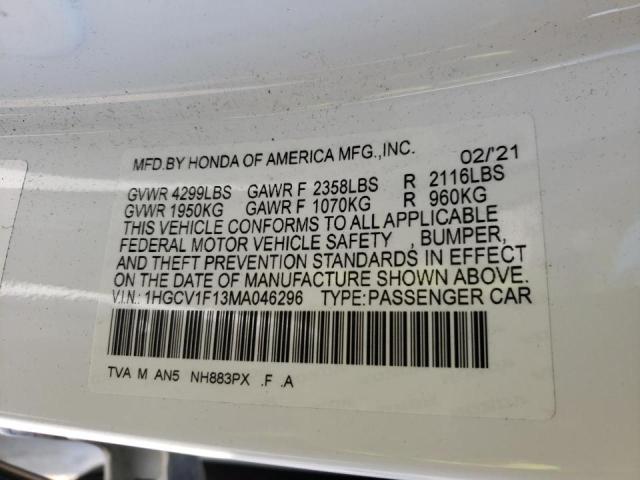 MFD.BY HONDA OF AMERICA MFG.,INC. 02/'21
GVWR 4299LBS GAWR F 2358LBS R 2116LBS
GVWR 1950KG GAWR F 1070KG R 960KG
THIS VEHICLE CONFORMS TO ALL APPLICABLE
FEDERAL MOTOR VEHICLE SAFETY , BUMPER,
AND THEFT PREVENTION STANDARDS IN EFFECT
ON THE DATE OF MANUFACTURE SHOWN ABOVE.
V.I.N.:1HGCV1F13MA046296 TYPE:PASSENGER CAR
TVA M AN5 NH883PX .F .A